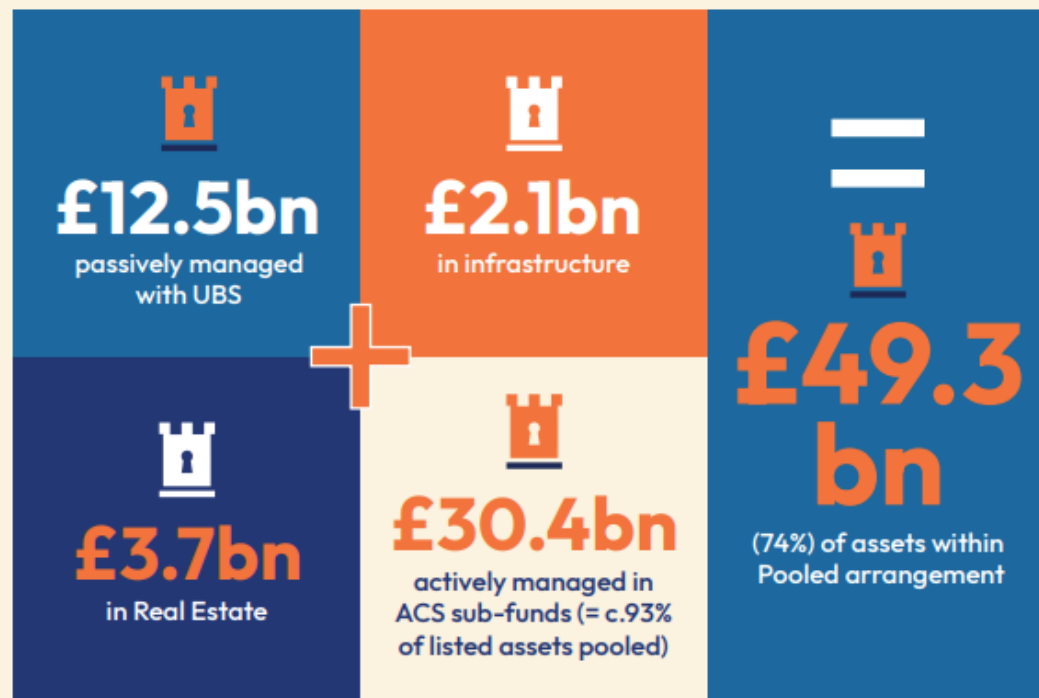 £12.5bn
passively managed
with UBS
£2.1bn
in infrastructure
£3.7bn
in Real Estate
£30.4bn
actively managed in
ACS sub-funds (= c.93%
of listed assets pooled)
=
£49.3
bn
(74%) of assets within
Pooled arrangement